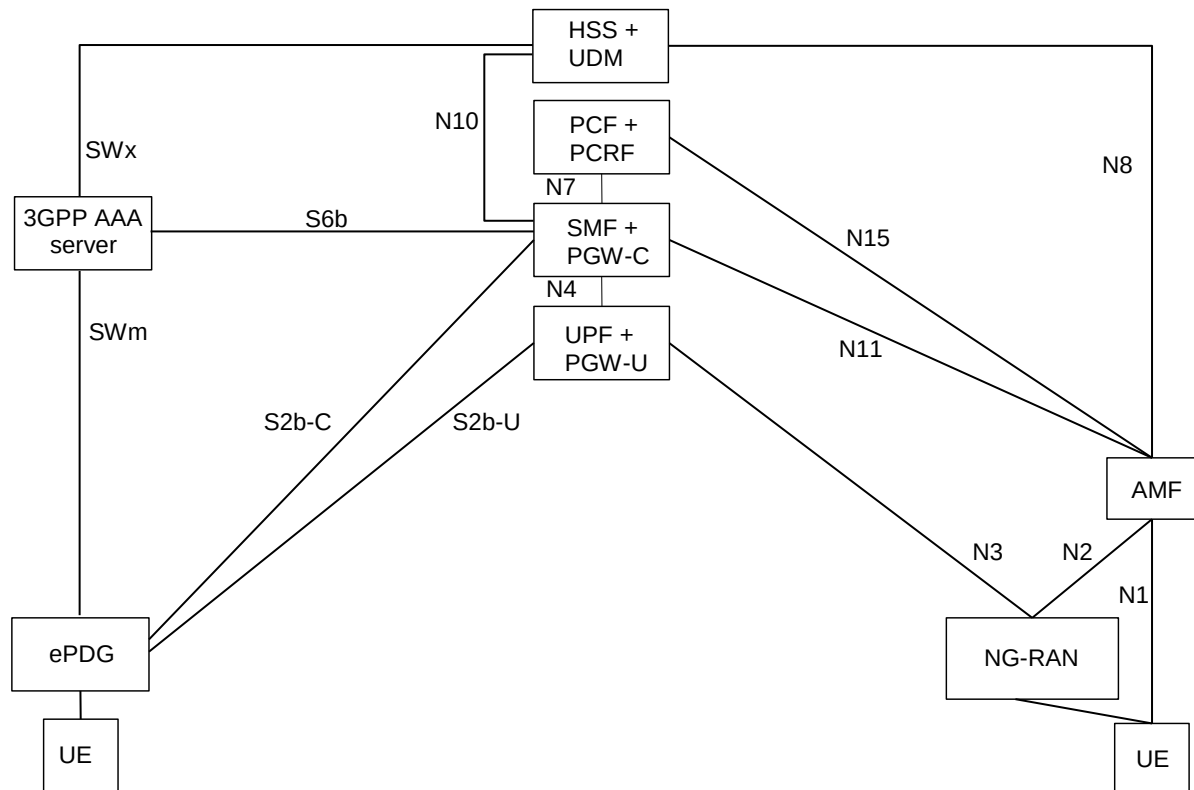 HSS +
UDM
N10
PCF +
PCRF
SWx
N8
N7
3GPP AAA
server
S6b
SMF +
PGW-C
N15
N4
SWm
UPF +
PGW-U
N11
S2b-C
S2b-U
AMF
N3
N2
N1
ePDG
NG-RAN
UE
UE